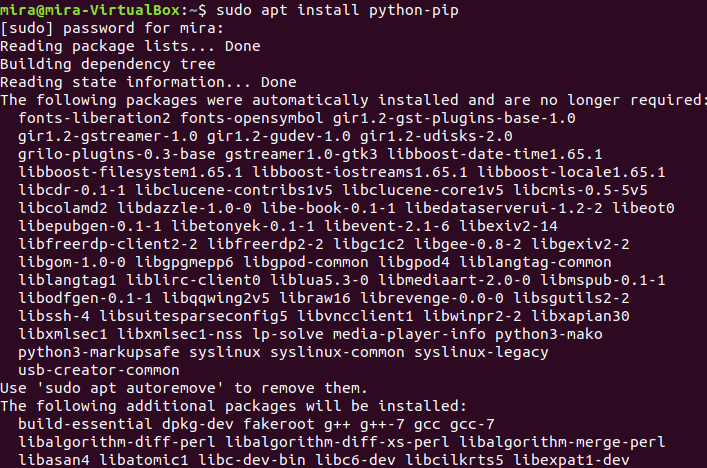 mira@mira-VirtualBox:~$ sudo apt install python-pip
[sudo] password for mira:
Reading package lists... Done
Building dependency tree
Reading state information... Done
The following packages were automatically installed and are no longer required:
  fonts-liberation2 fonts-opensymbol gir1.2-gst-plugins-base-1.0
  gir1.2-gstreamer-1.0 gir1.2-gudev-1.0 gir1.2-udisks-2.0
  grilo-plugins-0.3-base gstreamer1.0-gtk3 libboost-date-time1.65.1
  libboost-filesystem1.65.1 libboost-iostreams1.65.1 libboost-locale1.65.1
  libcdr-0.1-1 libclucene-contribs1v5 libclucene-core1v5 libcmis-0.5-5v5
  libcolamd2 libdazzle-1.0-0 libe-book-0.1-1 libedataserverui-1.2-2 libeot0
  libepubgen-0.1-1 libetonyek-0.1-1 libevent-2.1-6 libexiv2-14
  libfreerdp-client2-2 libfreerdp2-2 libgc1c2 libgee-0.8-2 libgexiv2-2
  libgom-1.0-0 libgpgmepp6 libgpod-common libgpod4 liblangtag-common
  liblangtag1 liblirc-client0 liblua5.3-0 libmediaart-2.0-0 libmspub-0.1-1
  libodfgen-0.1-1 libqqwing2v5 libraw16 librevenge-0.0-0 libsgutils2-2
  libssh-4 libsuitesparseconfig5 libvncclient1 libwinpr2-2 libxapian30
  libxmlsec1 libxmlsec1-nss lp-solve media-player-info python3-mako
  python3-markupsafe syslinux syslinux-common syslinux-legacy
  usb-creator-common
Use 'sudo apt autoremove' to remove them.
The following additional packages will be installed:
  build-essential dpkg-dev fakeroot g++ g++-7 gcc gcc-7
  libalgorithm-diff-perl libalgorithm-diff-xs-perl libalgorithm-merge-perl
  libasan4 libatomic1 libc-dev-bin libc6-dev libcilkrts5 libexpat1-dev